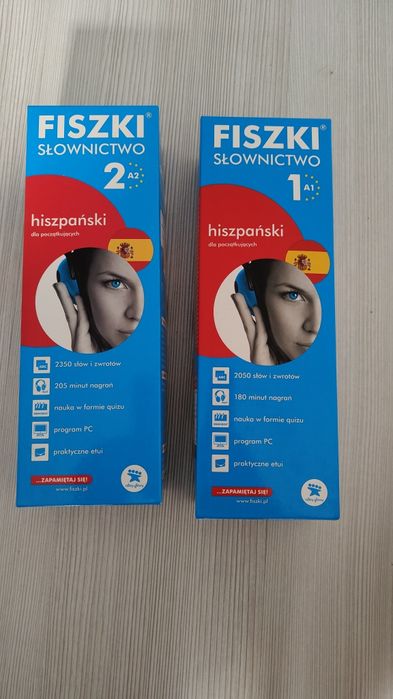 FISZKI®
SŁOWNICTWO
2 A2
hiszpański
dla początkujących
2350 słów i zwrotów
205 minut nagrań
nauka w formie quizu
program PC
praktyczne etui
...ZAPAMIĘTAJ SIĘ!
www.fiszki.pl
FISZKI®
SŁOWNICTWO
1 A1
hiszpański
dla początkujących
2050 słów i zwrotów
180 minut nagrań
nauka w formie quizu
program PC
praktyczne etui
...ZAPAMIĘTAJ SIĘ!
www.fiszki.pl